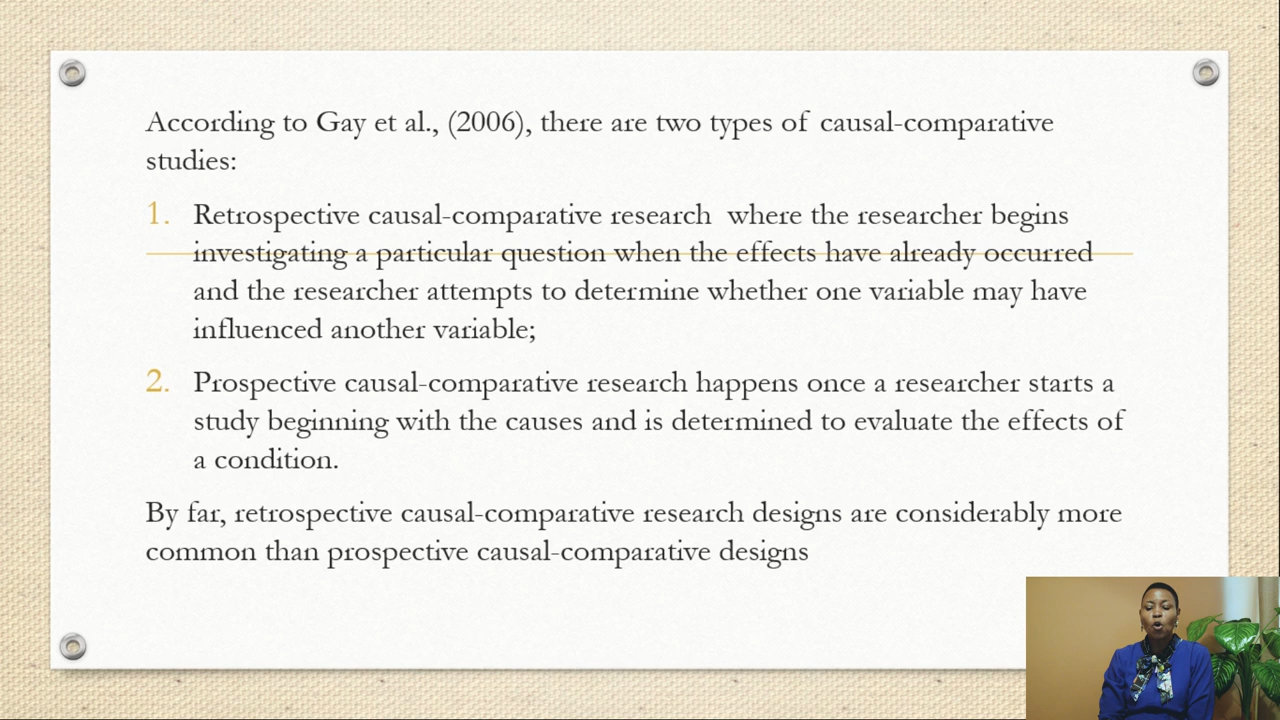 According to Gay et al., (2006), there are two types of causal-comparative
studies:
1. Retrospective causal-comparative research where the researcher begins
investigating a particular question when the effects have already occurred
and the researcher attempts to determine whether one variable may have
influenced another variable;
2. Prospective causal-comparative research happens once a researcher starts a
study beginning with the causes and is determined to evaluate the effects of
a condition.
By far, retrospective causal-comparative research designs are considerably more
common than prospective causal-comparative designs